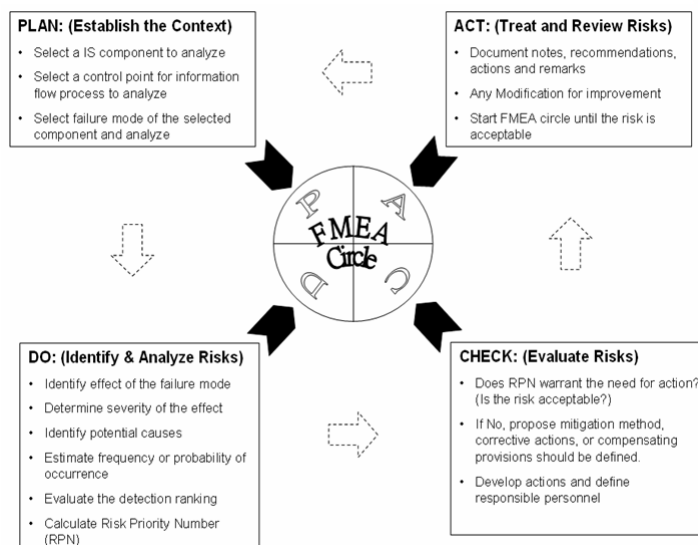 PLAN: (Establish the Context)
• Select a IS component to analyze
• Select a control point for information
flow process to analyze
• Select failure mode of the selected
component and analyze
ACT: (Treat and Review Risks)
• Document notes, recommendations,
actions and remarks
• Any Modification for improvement
• Start FMEA circle until the risk is
acceptable
P A
FMEA
Circle
D C
DO: (Identify & Analyze Risks)
• Identify effect of the failure mode
• Determine severity of the effect
• Identify potential causes
• Estimate frequency or probability of
occurrence
• Evaluate the detection ranking
• Calculate Risk Priority Number
(RPN)
CHECK: (Evaluate Risks)
• Does RPN warrant the need for action?
(Is the risk acceptable?)
• If No, propose mitigation method,
corrective actions, or compensating
provisions should be defined.
• Develop actions and define
responsible personnel